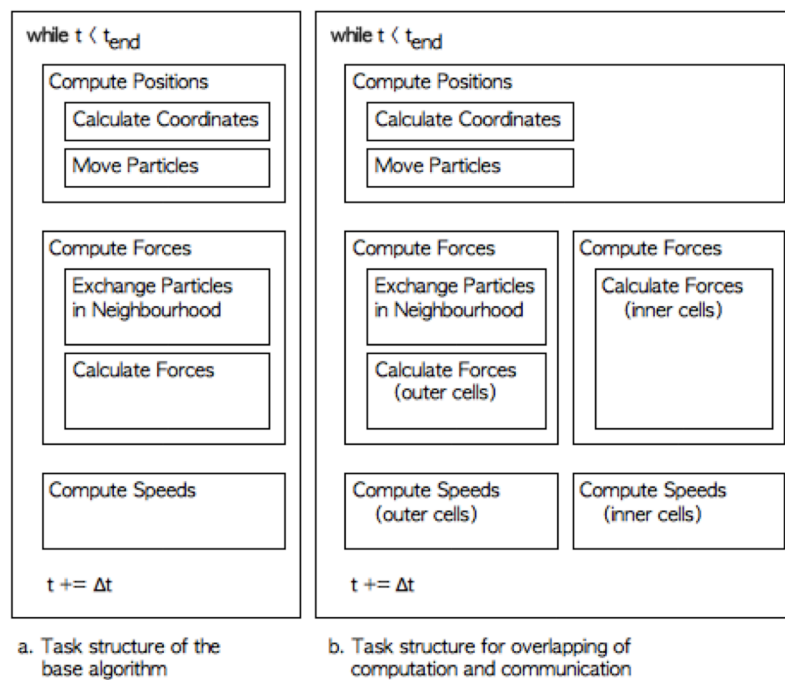 while t < t_end
Compute Positions
Calculate Coordinates
Move Particles
Compute Forces
Exchange Particles
in Neighbourhood
Calculate Forces
Compute Speeds
t += Δt
a. Task structure of the
base algorithm
while t < t_end
Compute Positions
Calculate Coordinates
Move Particles
Compute Forces
Exchange Particles
in Neighbourhood
Calculate Forces
(outer cells)
Compute Forces
Calculate Forces
(inner cells)
Compute Speeds
(outer cells)
Compute Speeds
(inner cells)
t += Δt
b. Task structure for overlapping of
computation and communication